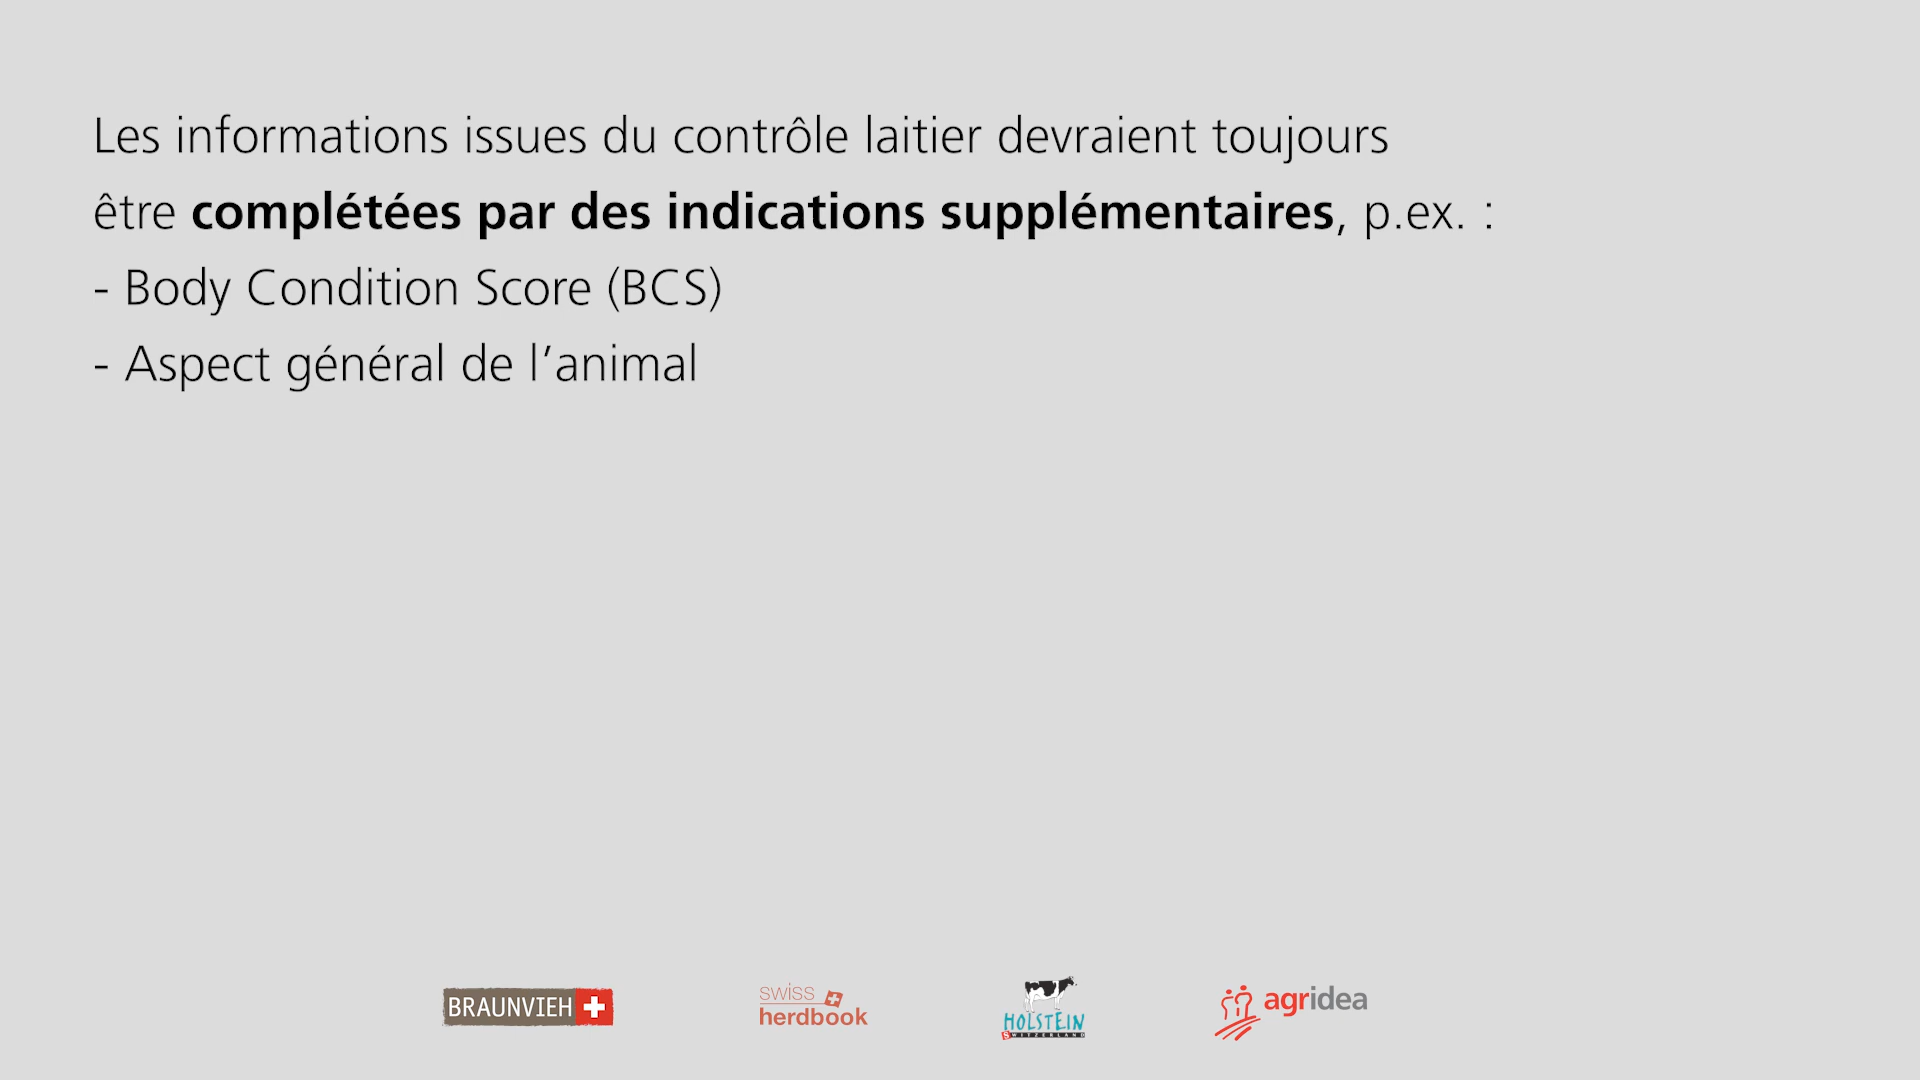 Les informations issues du contrôle laitier devraient toujours
être complétées par des indications supplémentaires, p.ex. :
- Body Condition Score (BCS)
- Aspect général de l’animal
BRAUNVIEH
swiss
herdbook
HOLSTEIN
SWITZERLAND
agridea